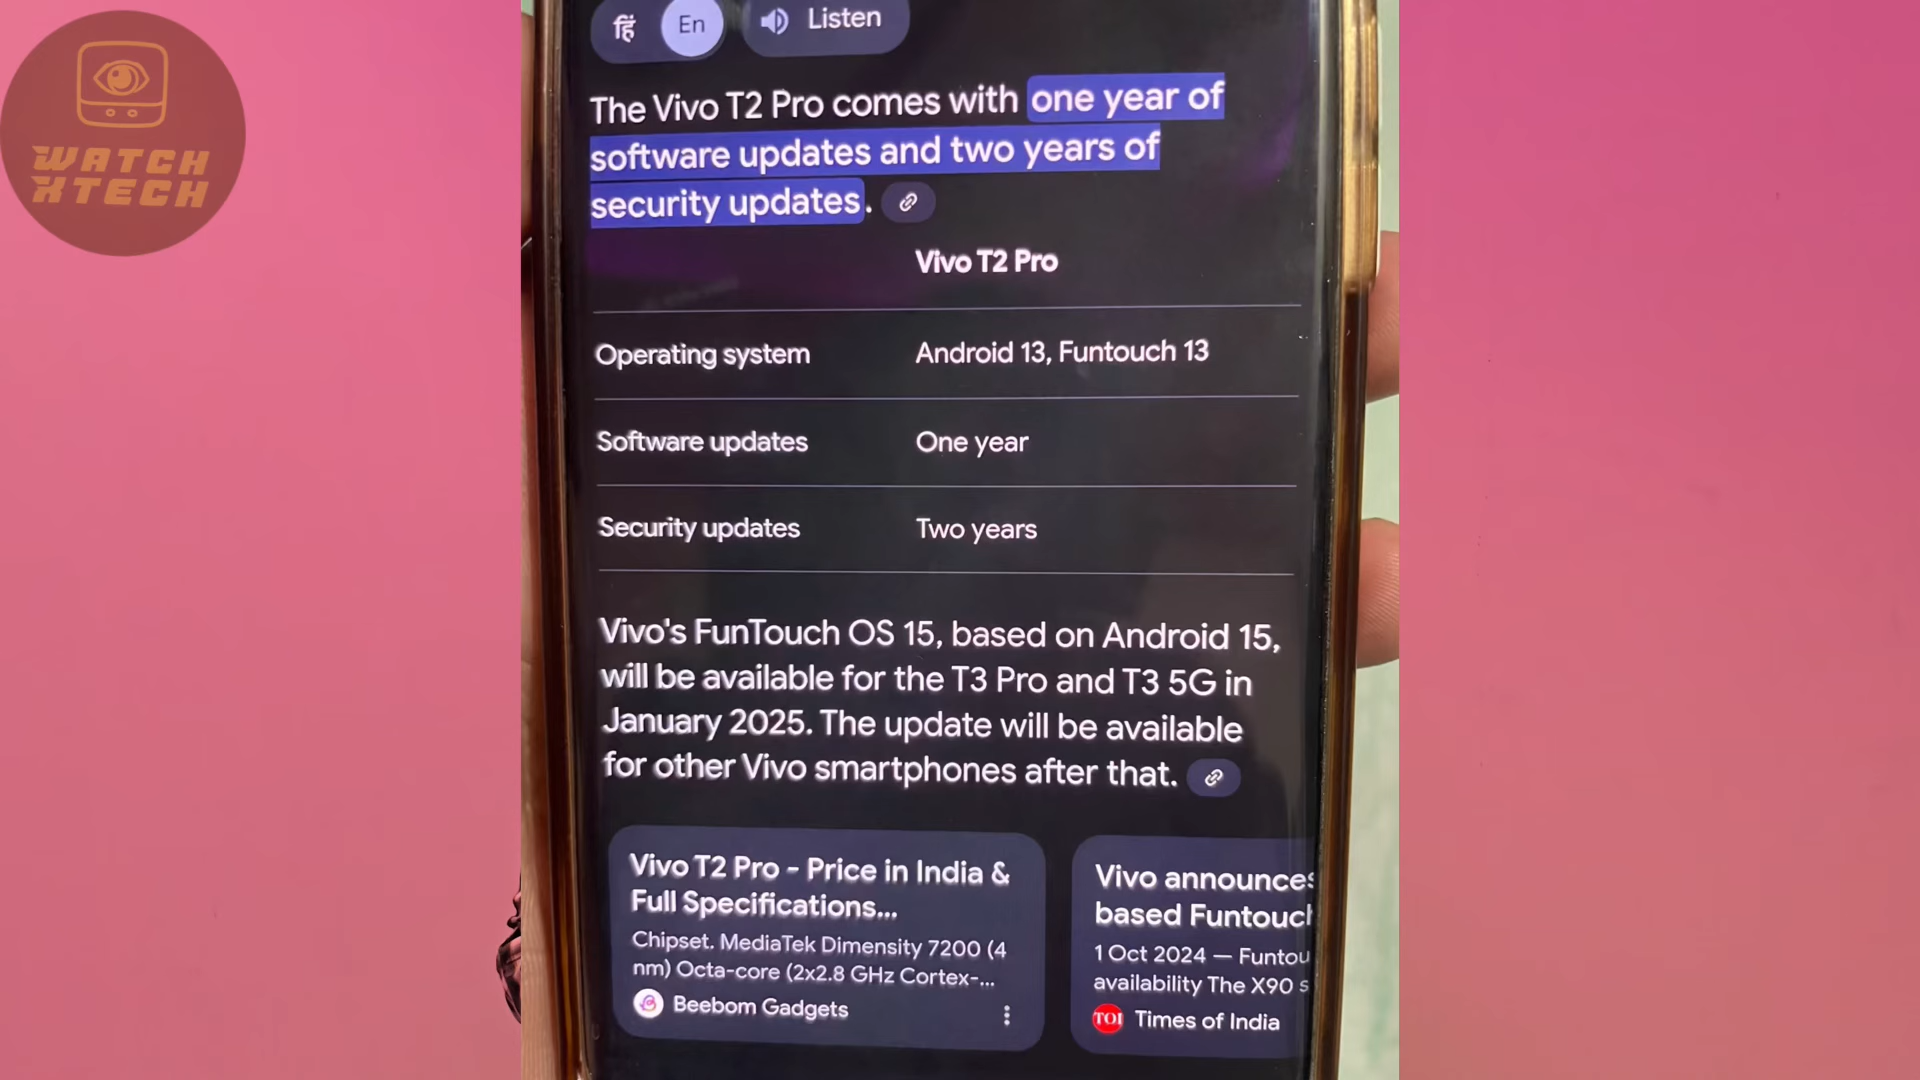 हिं
En
Listen
WATCH
XTECH
The Vivo T2 Pro comes with one year of
software updates and two years of
security updates.
Vivo T2 Pro
Operating system Android 13, Funtouch 13
Software updates One year
Security updates Two years
Vivo's FunTouch OS 15, based on Android 15,
will be available for the T3 Pro and T3 5G in
January 2025. The update will be available
for other Vivo smartphones after that.
Vivo T2 Pro - Price in India &
Full Specifications...
Chipset. MediaTek Dimensity 7200 (4
nm) Octa-core (2x2.8 GHz Cortex-...
Beebom Gadgets
Vivo announces
based Funtouch
1 Oct 2024 — Funtou
availability The X90 s
TOI Times of India